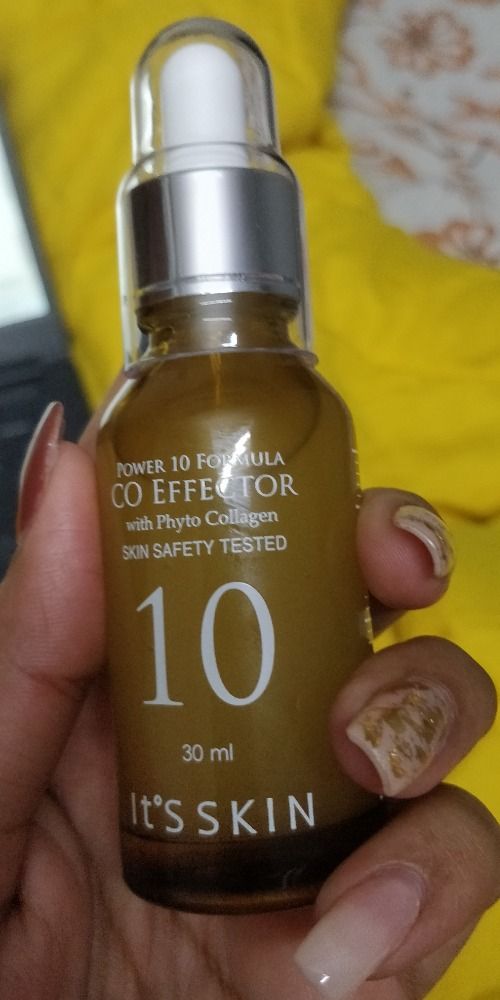 POWER 10 FORMULA
CO EFFECTOR
with Phyto Collagen
SKIN SAFETY TESTED
10
30 ml
It'S SKIN